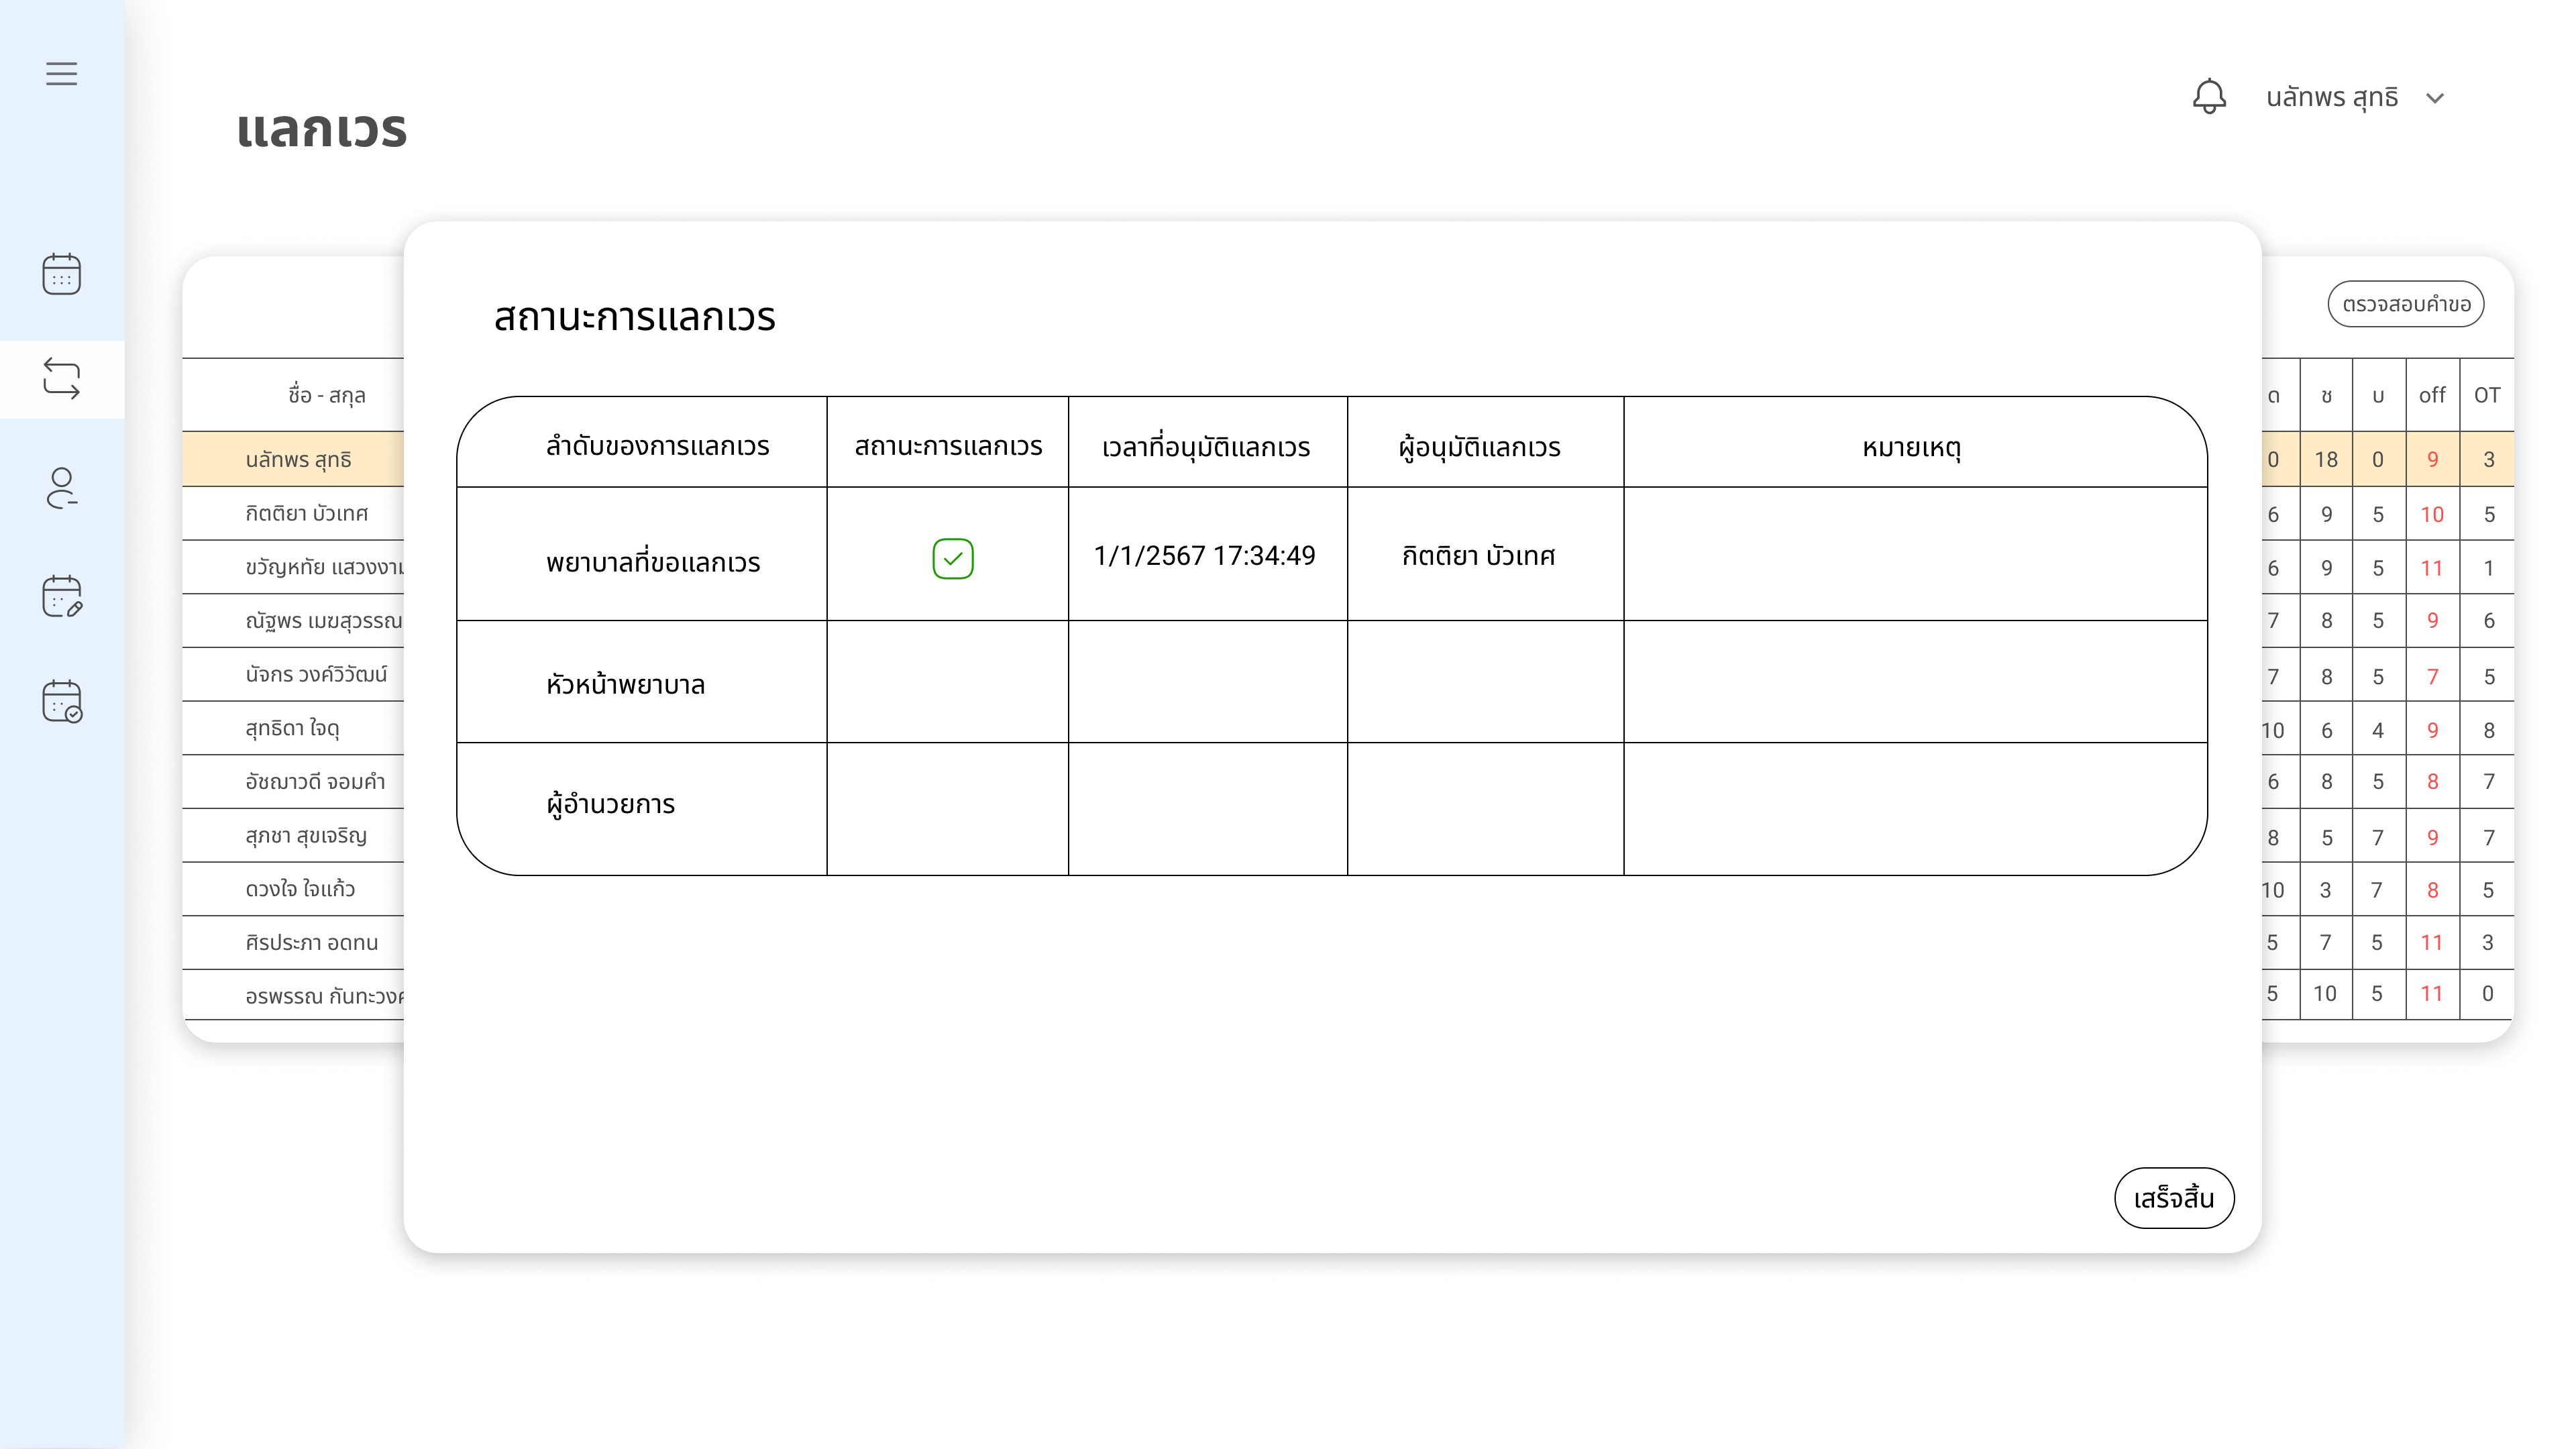 นลัทพร สุทธิ
แลกเวร
ตรวจสอบคำขอ
สถานะการแลกเวร
ลำดับของการแลกเวร สถานะการแลกเวร เวลาที่อนุมัติแลกเวร ผู้อนุมัติแลกเวร หมายเหตุ
พยาบาลที่ขอแลกเวร 1/1/2567 17:34:49 กิตติยา บัวเทศ
หัวหน้าพยาบาล
ผู้อำนวยการ
เสร็จสิ้น
ชื่อ - สกุล ด ช บ off OT
นลัทพร สุทธิ 0 18 0 9 3
กิตติยา บัวเทศ 6 9 5 10 5
ขวัญหทัย แสวงงาม 6 9 5 11 1
ณัฐพร เมฆสุวรรณ 7 8 5 9 6
นัจกร วงค์วิวัฒน์ 7 8 5 7 5
สุทธิดา ใจดุ 10 6 4 9 8
อัชฌาวดี จอมคำ 6 8 5 8 7
สุภชา สุขเจริญ 8 5 7 9 7
ดวงใจ ใจแก้ว 10 3 7 8 5
ศิรประภา อดทน 5 7 5 11 3
อรพรรณ 5 10 5 11 0